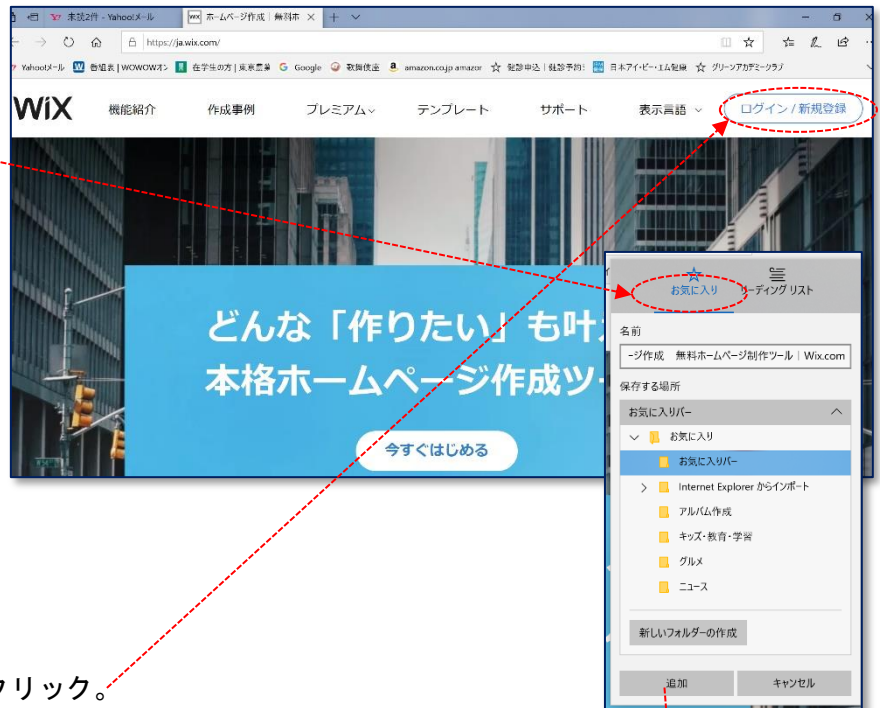 未読2件 - Yahoo!メール
ホームページ作成 | 無料ホ
https://ja.wix.com/
Yahoo!メール
番組表 | WOWOWオン
在学生の方 | 東京農業
Google
歌舞伎座
amazon.co.jp amazor
健診申込 | 健診予約:
日本アイ・ビー・エム健康
グリーンアカデミークラブ
WiX
機能紹介
作成事例
プレミアム
テンプレート
サポート
表示言語
ログイン / 新規登録
どんな「作りたい」も叶
本格ホームページ作成ツ
今すぐはじめる
お気に入り
リーディング リスト
名前
-ジ作成 無料ホームページ制作ツール | Wix.com
保存する場所
お気に入りバー
お気に入り
お気に入りバー
Internet Explorer からインポート
アルバム作成
キッズ・教育・学習
グルメ
ニュース
新しいフォルダーの作成
追加
キャンセル
クリック。